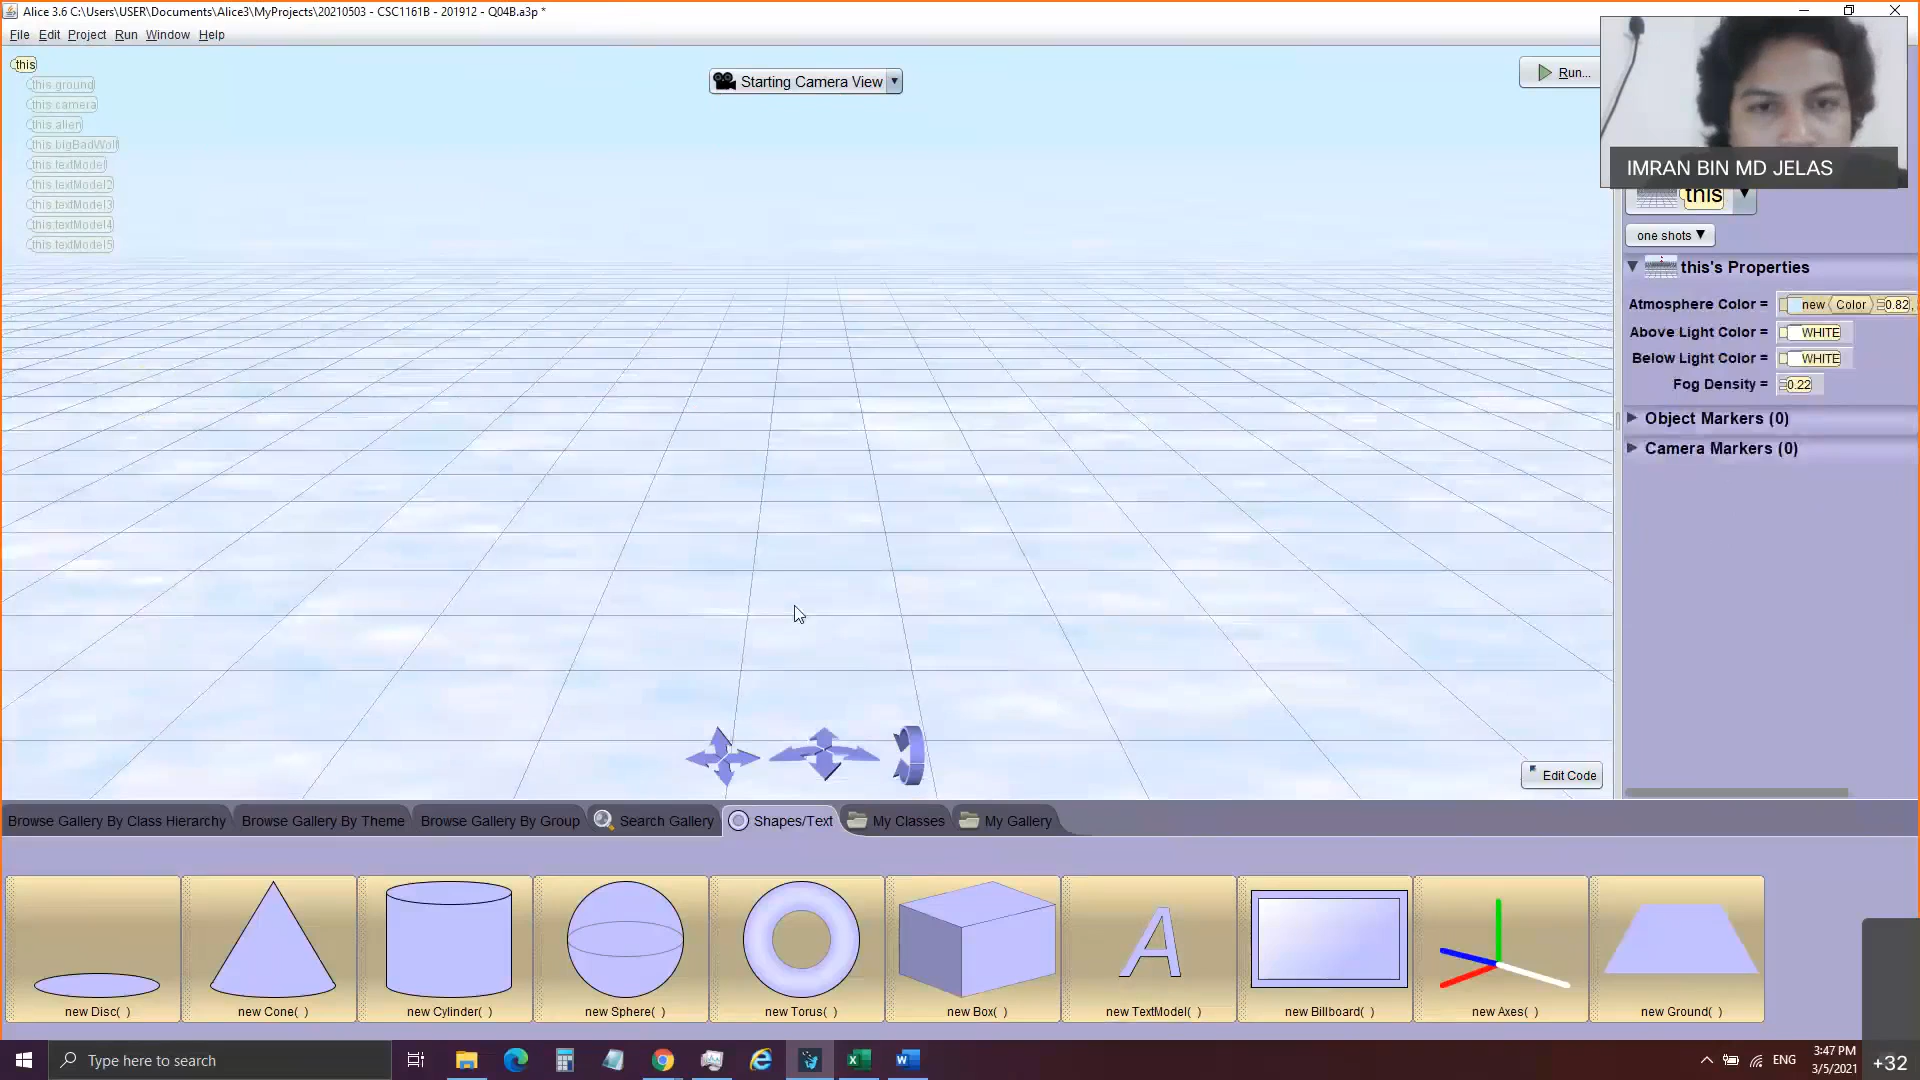 Alice 3.6 C:\Users\USER\Documents\Alice3\MyProjects\20210503 - CSC1161B - 201912 - Q04B.a3p *
File Edit Project Run Window Help
this
this.ground
this.camera
this.alien
this.bigBadWolf
this.textModel
this.textModel2
this.textModel3
this.textModel4
this.textModel5
Starting Camera View
Run...
IMRAN BIN MD JELAS
this
one shots
this's Properties
Atmosphere Color = new Color 0.82,
Above Light Color = WHITE
Below Light Color = WHITE
Fog Density = 0.22
Object Markers (0)
Camera Markers (0)
Edit Code
Browse Gallery By Class Hierarchy Browse Gallery By Theme Browse Gallery By Group Search Gallery Shapes/Text My Classes My Gallery
A
new Disc( ) new Cone( ) new Cylinder( ) new Sphere( ) new Torus( ) new Box( ) new TextModel( ) new Billboard( ) new Axes( ) new Ground( )
Type here to search
ENG
3:47 PM
3/5/2021
+32